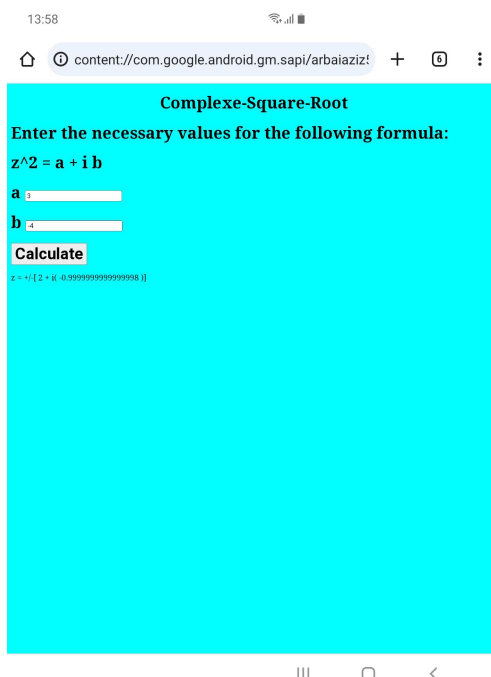 13:58
content://com.google.android.gm.sapi/arbaiaziz!
6
Complexe-Square-Root
Enter the necessary values for the following formula:
z^2 = a + i b
a 3
b -4
Calculate
z = +/-[ 2 + i( -0.9999999999999998 )]